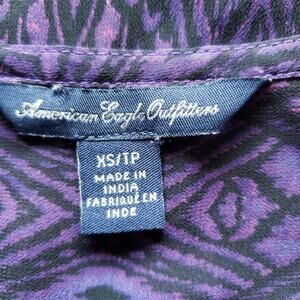 American Eagle Outfitters
XS/TP
MADE IN
INDIA
FABRIQUÉ EN
INDE